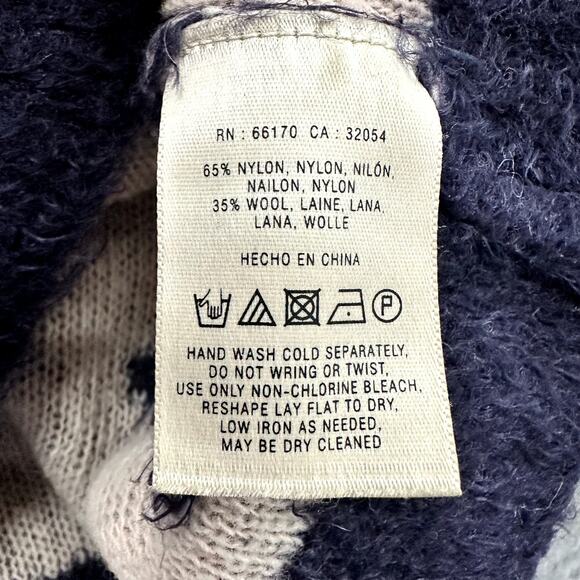 RN : 66170 CA : 32054
65% NYLON, NYLON, NILÓN,
NAILON, NYLON
35% WOOL, LAINE, LANA,
LANA, WOLLE
HECHO EN CHINA
P
HAND WASH COLD SEPARATELY,
DO NOT WRING OR TWIST,
USE ONLY NON-CHLORINE BLEACH,
RESHAPE LAY FLAT TO DRY,
LOW IRON AS NEEDED,
MAY BE DRY CLEANED